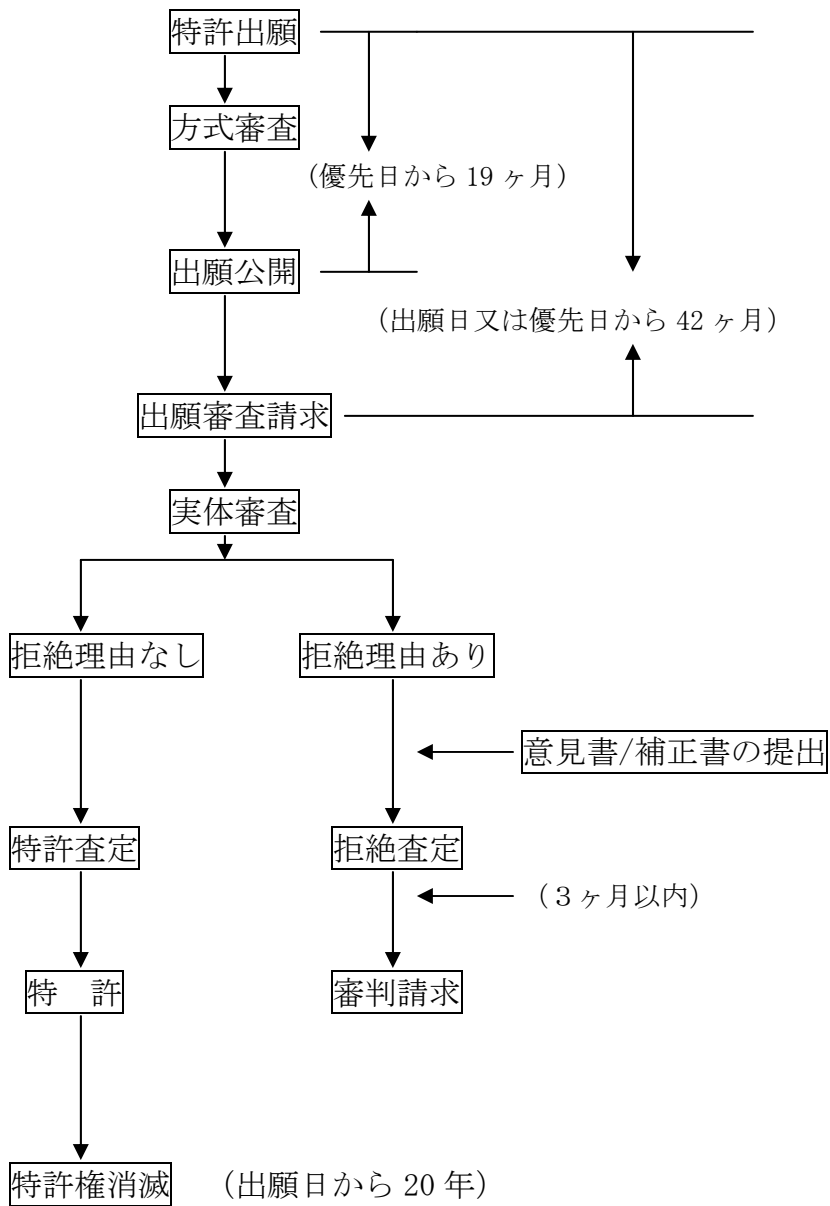 特許出願
方式審査
(優先日から 19 ヶ月)
出願公開
(出願日又は優先日から 42 ヶ月)
出願審査請求
実体審査
拒絶理由なし
拒絶理由あり
意見書/補正書の提出
特許査定
拒絶査定
(３ヶ月以内)
特　許
審判請求
特許権消滅
(出願日から 20 年)